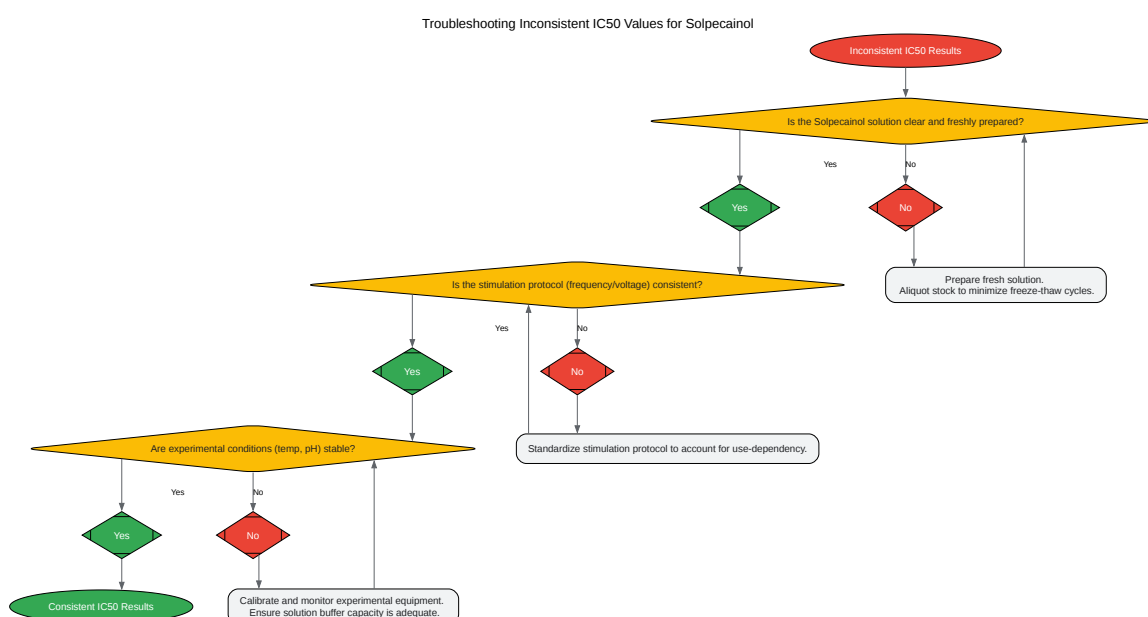 Troubleshooting Inconsistent IC50 Values for Solpecainol
Inconsistent IC50 Results
Is the Solpecainol solution clear and freshly prepared?
Yes
No
Yes
No
Prepare fresh solution.
Aliquot stock to minimize freeze-thaw cycles.
Is the stimulation protocol (frequency/voltage) consistent?
Yes
No
Yes
No
Standardize stimulation protocol to account for use-dependency.
Are experimental conditions (temp, pH) stable?
Yes
No
Yes
No
Consistent IC50 Results
Calibrate and monitor experimental equipment.
Ensure solution buffer capacity is adequate.